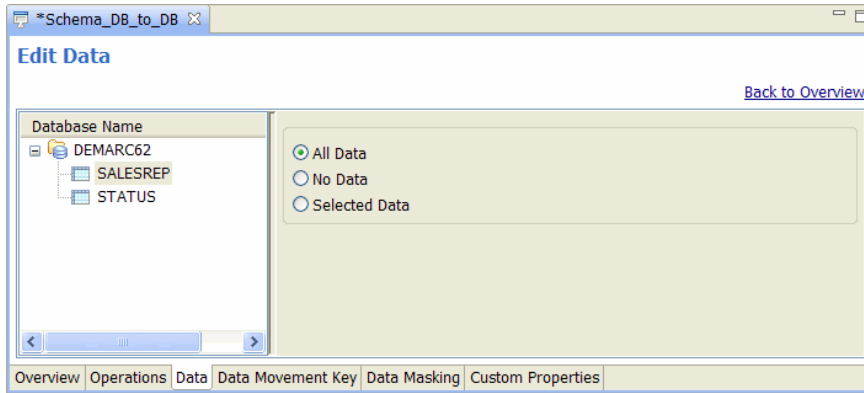 *Schema_DB_to_DB
Edit Data
Back to Overview
Database Name
DEMARC62
SALESREP
STATUS
All Data
No Data
Selected Data
Overview Operations Data Data Movement Key Data Masking Custom Properties